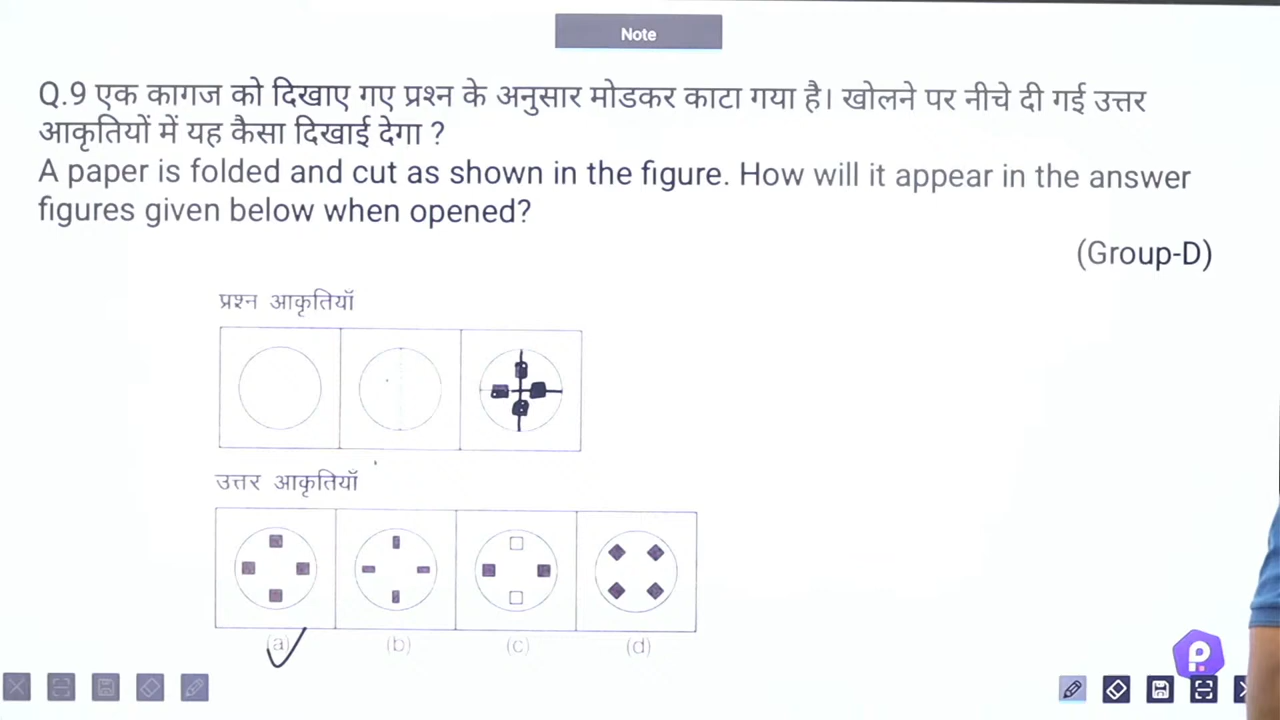 Note
Q.9 एक कागज को दिखाए गए प्रश्न के अनुसार मोडकर काटा गया है। खोलने पर नीचे दी गई उत्तर
आकृतियों में यह कैसा दिखाई देगा ?
A paper is folded and cut as shown in the figure. How will it appear in the answer
figures given below when opened?
(Group-D)
प्रश्न आकृतियाँ
उत्तर आकृतियाँ
(a) (b) (c) (d)